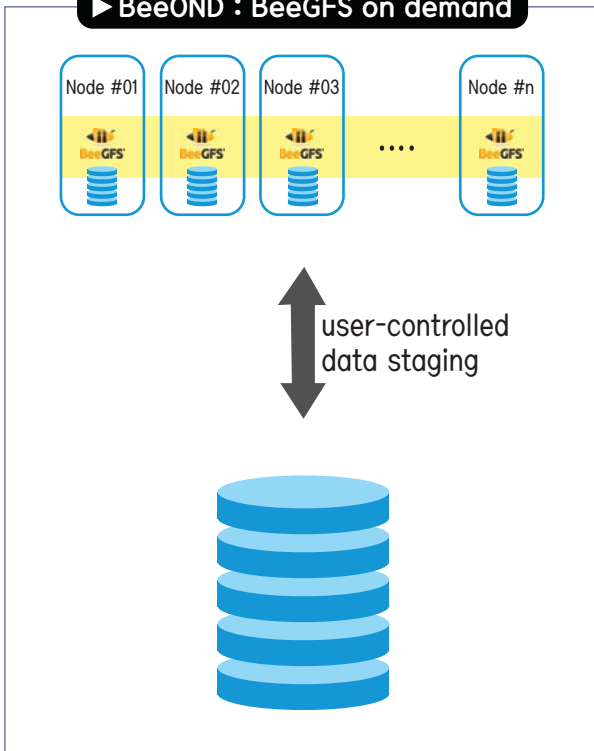 ▶BeeOND : BeeGFS on demand
Node #01 Node #02 Node #03 Node #n
BeeGFS BeeGFS BeeGFS .... BeeGFS
user-controlled
data staging